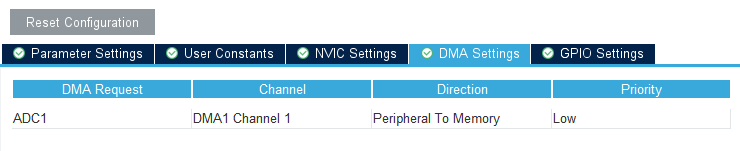 Reset Configuration
Parameter Settings User Constants NVIC Settings DMA Settings GPIO Settings
DMA Request Channel Direction Priority
ADC1 DMA1 Channel 1 Peripheral To Memory Low